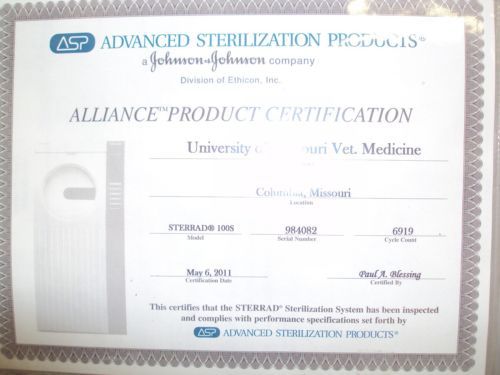 ASP ADVANCED STERILIZATION PRODUCTS®
a Johnson & Johnson company
Division of Ethicon, Inc.
ALLIANCE™ PRODUCT CERTIFICATION
University Vet. Medicine
Columbia, Missouri
Location
STERRAD® 100S 984082 6919
Model Serial Number Cycle Count
May 6, 2011 Paul A. Blessing
Certification Date Certified By
This certifies that the STERRAD® Sterilization System has been inspected
and complies with performance specifications set forth by
ASP ADVANCED STERILIZATION PRODUCTS®